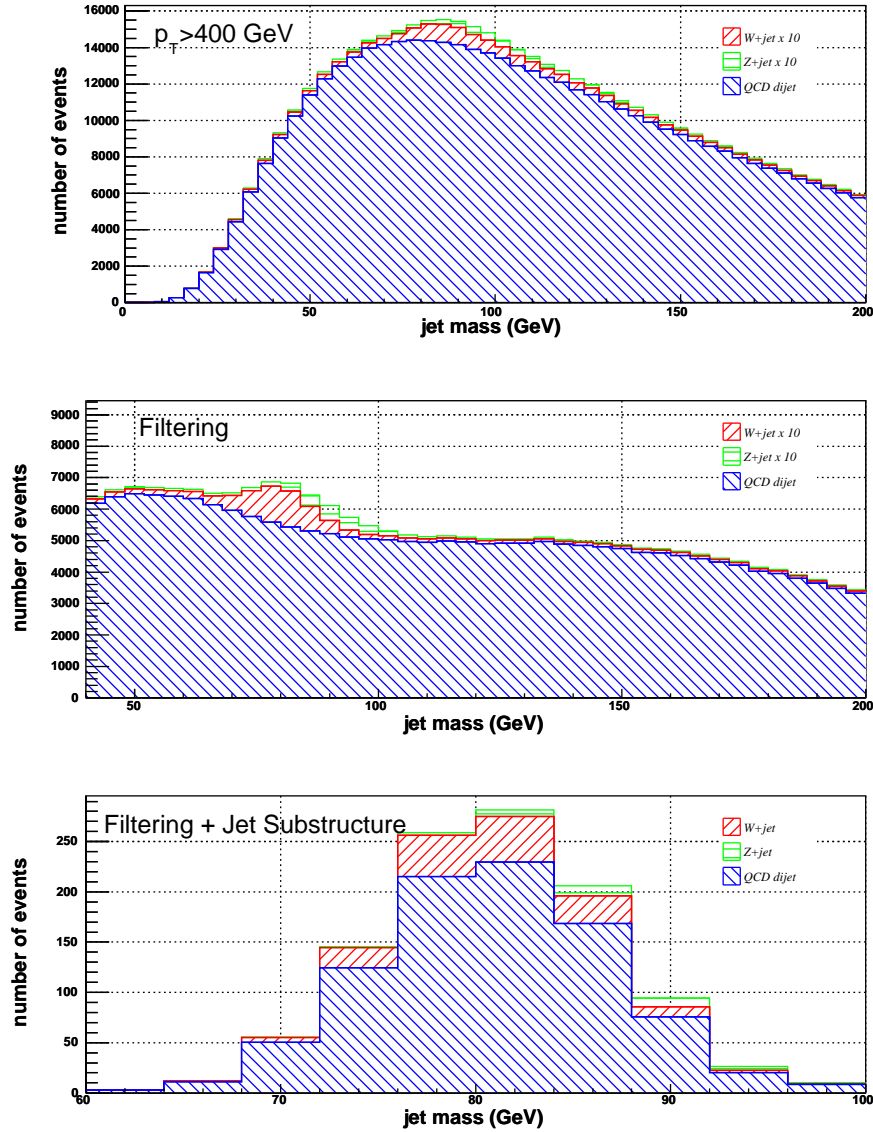 p_T>400 GeV
W+jet x 10
Z+jet x 10
QCD dijet
number of events
16000
14000
12000
10000
8000
6000
4000
2000
0
0 50 100 150 200
jet mass (GeV)
Filtering
W+jet x 10
Z+jet x 10
QCD dijet
number of events
9000
8000
7000
6000
5000
4000
3000
2000
1000
0
50 100 150 200
jet mass (GeV)
Filtering + Jet Substructure
W+jet
Z+jet
QCD dijet
number of events
250
200
150
100
50
0
60 70 80 90 100
jet mass (GeV)